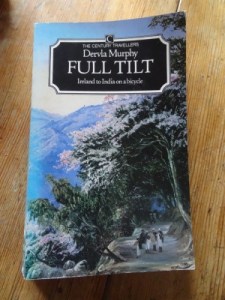 C
THE CENTURY TRAVELLERS
Dervla Murphy
FULL TILT
Ireland to India on a bicycle